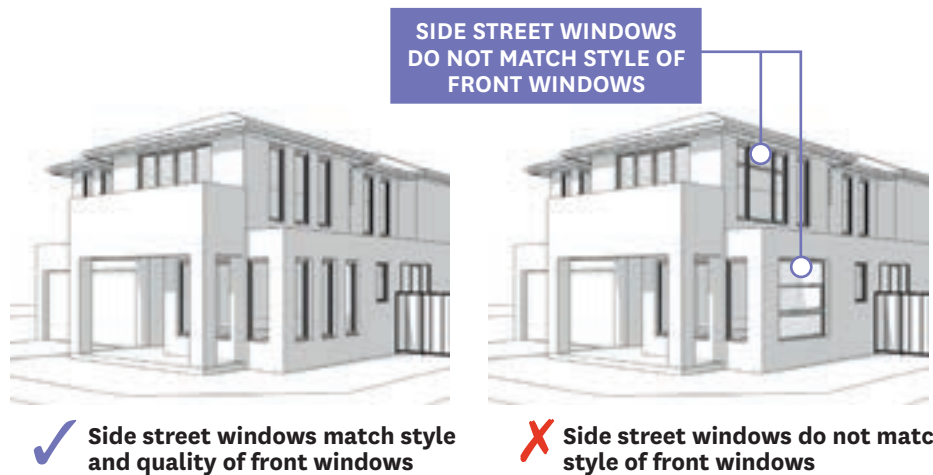 SIDE STREET WINDOWS
DO NOT MATCH STYLE OF
FRONT WINDOWS
Side street windows match style
and quality of front windows
Side street windows do not matc
style of front windows